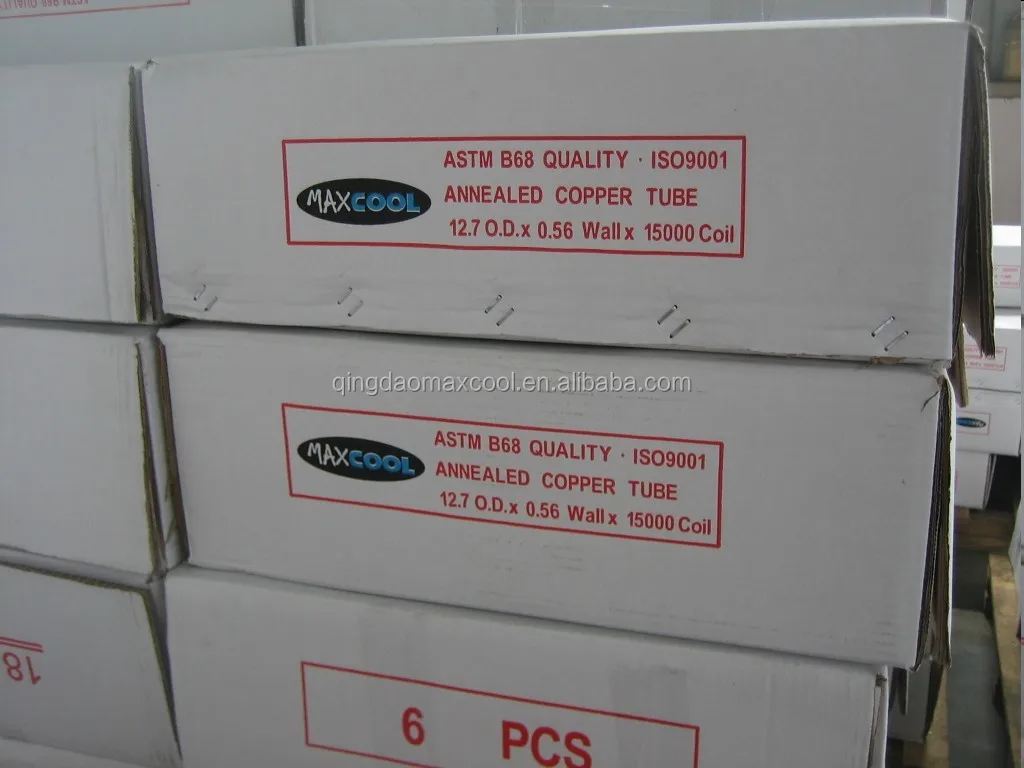 MAXCOOL
ASTM B68 QUALITY · ISO9001
ANNEALED COPPER TUBE
12.7 O.D. x 0.56 Wall x 15000 Coil
qingdaomaxcool.en.alibaba.com
MAXCOOL
ASTM B68 QUALITY · ISO9001
ANNEALED COPPER TUBE
12.7 O.D. x 0.56 Wall x 15000 Coil
18
6 PCS